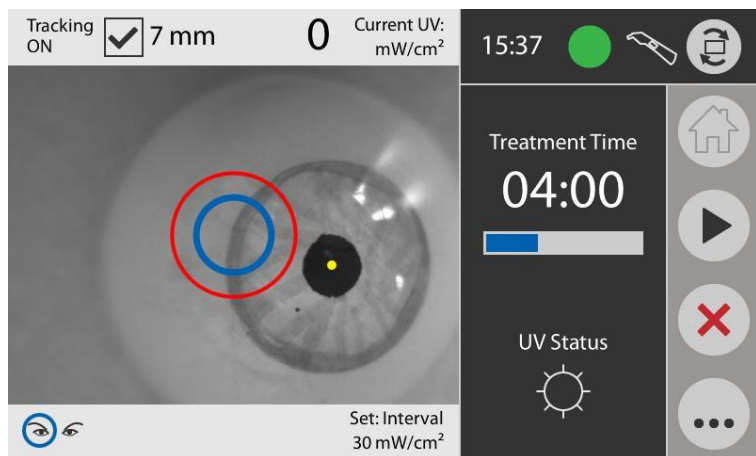 Tracking
ON
7 mm
0
Current UV:
mW/cm²
15:37
Treatment Time
04:00
UV Status
Set: Interval
30 mW/cm²